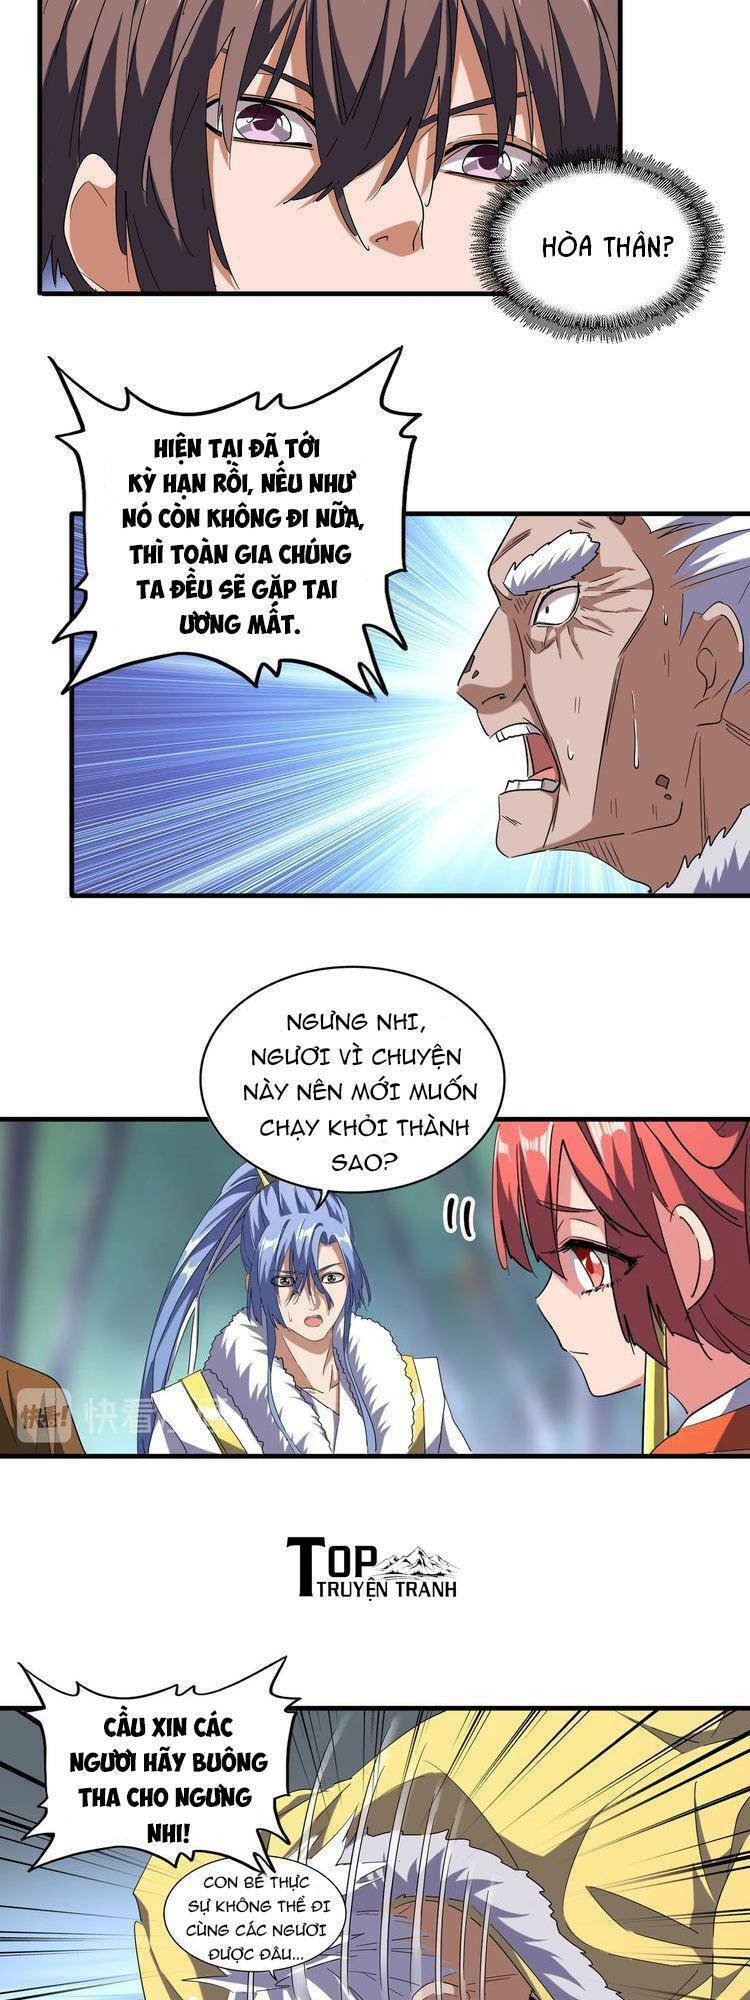 HÒA THÂN?
HIỆN TẠI ĐÃ TỚI
KỲ HẠN RỒI, NẾU NHƯ
NÓ CÒN KHÔNG ĐI NỮA,
THÌ TOÀN GIA CHÚNG
TA ĐỀU SẼ GẶP TAI
ƯƠNG MẤT.
NGƯNG NHI,
NGƯƠI VÌ CHUYỆN
NÀY NÊN MỚI MUỐN
CHẠY KHỎI THÀNH
SAO?
快看
TOP
TRUYỆN TRANH
CẦU XIN CÁC
NGƯƠI HÃY BUÔNG
THA CHO NGƯNG
NHI!
CON BÉ THỰC
SỰ KHÔNG THỂ ĐI
CÙNG CÁC NGƯƠI
ĐƯỢC ĐÂU...